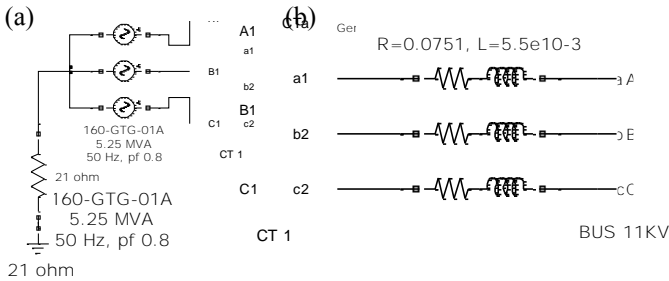 (a)
A1
a1
B1
b2
B1
C1
c2
160-GTG-01A
5.25 MVA
50 Hz, pf 0.8
CT 1
21 ohm
160-GTG-01A
5.25 MVA
50 Hz, pf 0.8
C1
CT 1
21 ohm
(b)
R=0.0751, L=5.5e10-3
a1
a A
b2
c2
c C
BUS 11KV